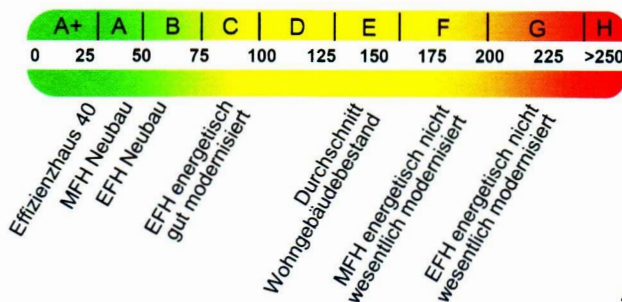 A+ A B C D E F G H
0 25 50 75 100 125 150 175 200 225 >250
Effizienzhaus 40
MFH Neubau
EFH Neubau
EFH energetisch
gut modernisiert
Durchschnitt
Wohngebäudebestand
MFH energetisch nicht
wesentlich modernisiert
EFH energetisch nicht
wesentlich modernisiert